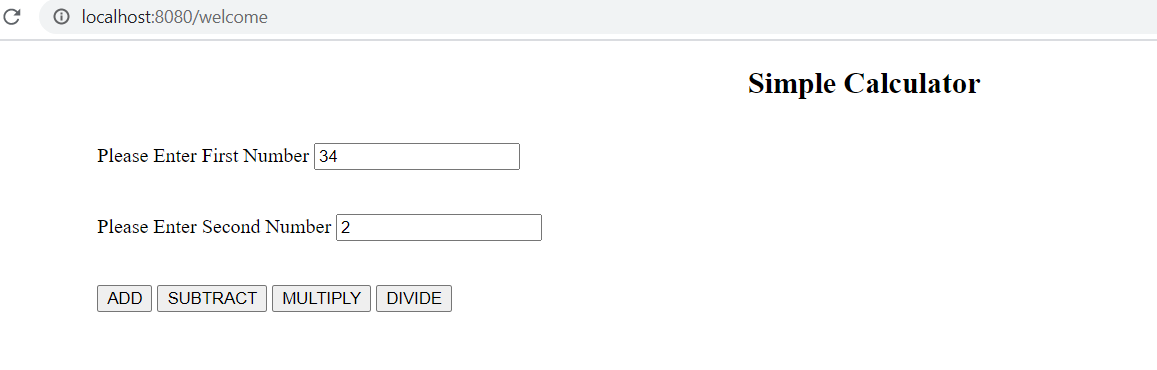 localhost:8080/welcome
Simple Calculator
Please Enter First Number 34
Please Enter Second Number 2
ADD SUBTRACT MULTIPLY DIVIDE